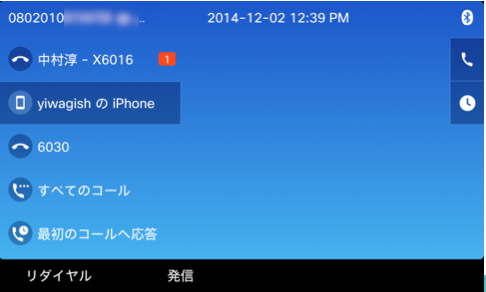 0802010
2014-12-02 12:39 PM
中村淳 - X6016 1
yiwagish の iPhone
6030
すべてのコール
最初のコールへ応答
リダイヤル 発信